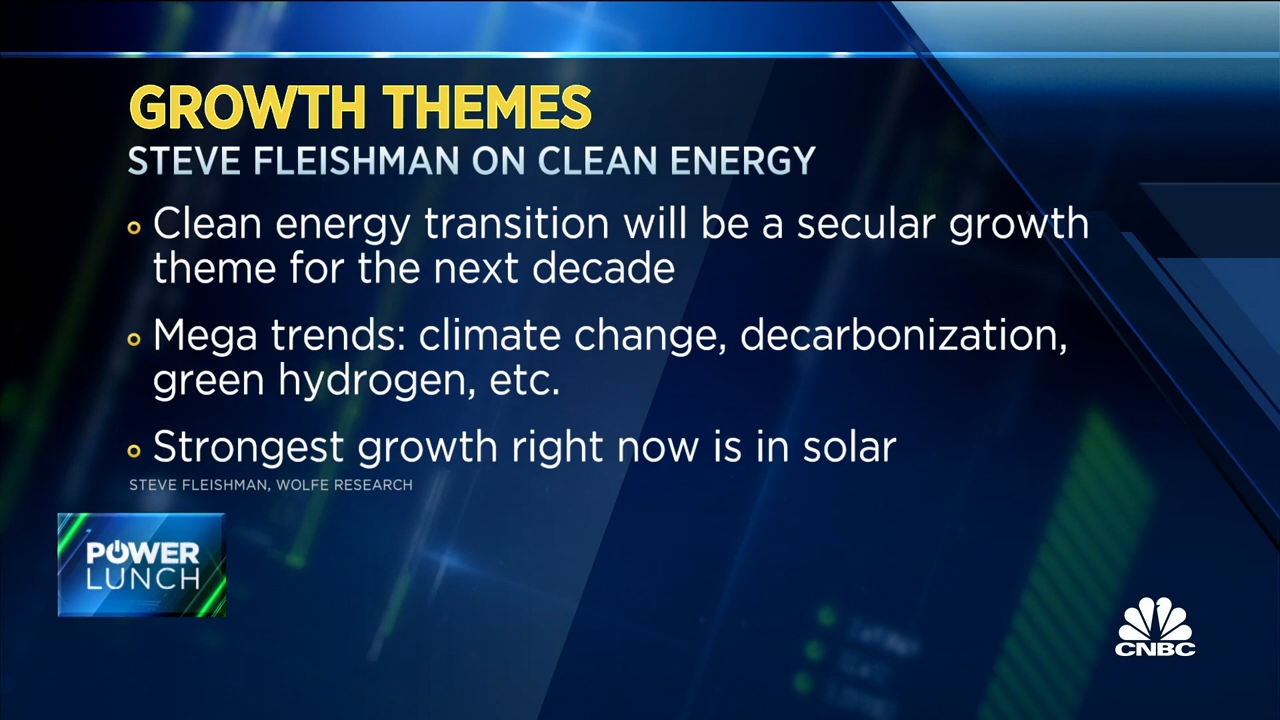 GROWTH THEMES
STEVE FLEISHMAN ON CLEAN ENERGY
Clean energy transition will be a secular growth
theme for the next decade
Mega trends: climate change, decarbonization,
green hydrogen, etc.
Strongest growth right now is in solar
STEVE FLEISHMAN, WOLFE RESEARCH
POWER
LUNCH
CNBC